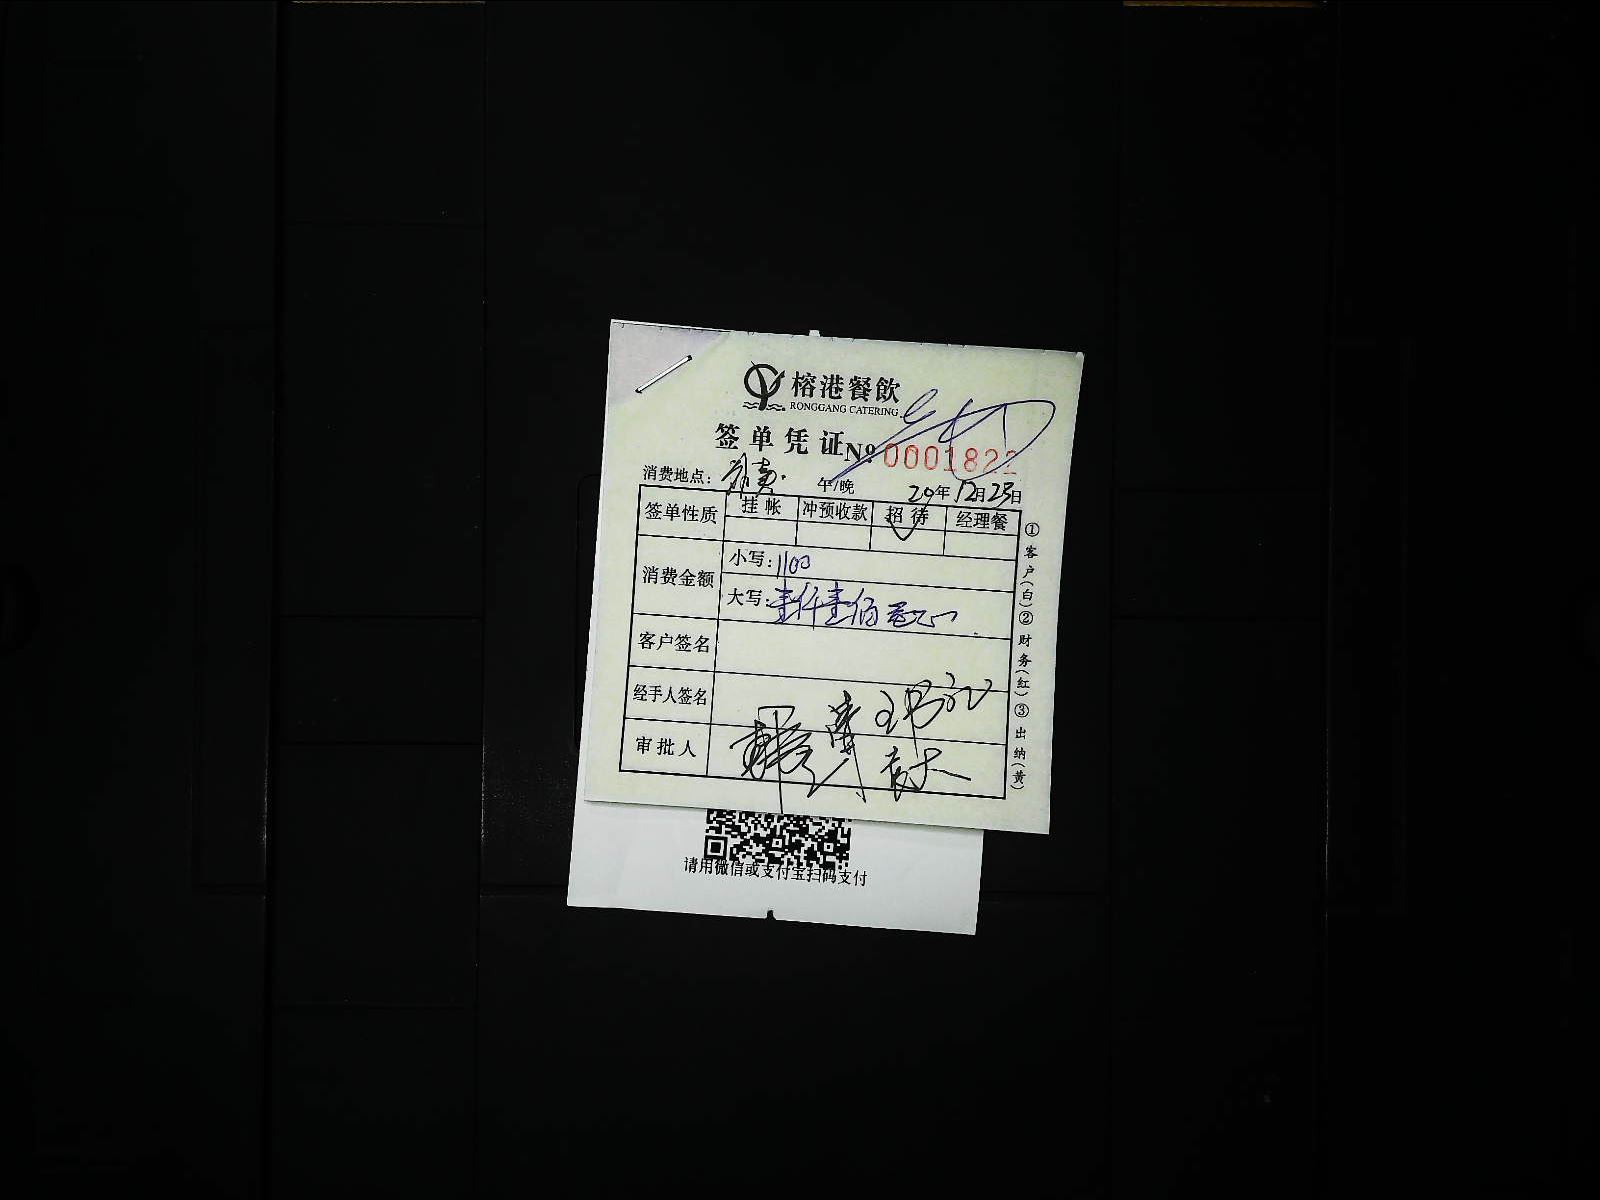 榕港餐飲
RONGGANG CATERING
签单凭证 № 0001822
消费地点： 午/晚 20年12月23日
签单性质 挂帐 冲预收款 招待 经理餐
消费金额 小写：1100
大写：壹仟壹佰
客户签名
经手人签名
审批人
①客户（白）②财务（红）③出纳（黄）
请用微信或支付宝扫码支付